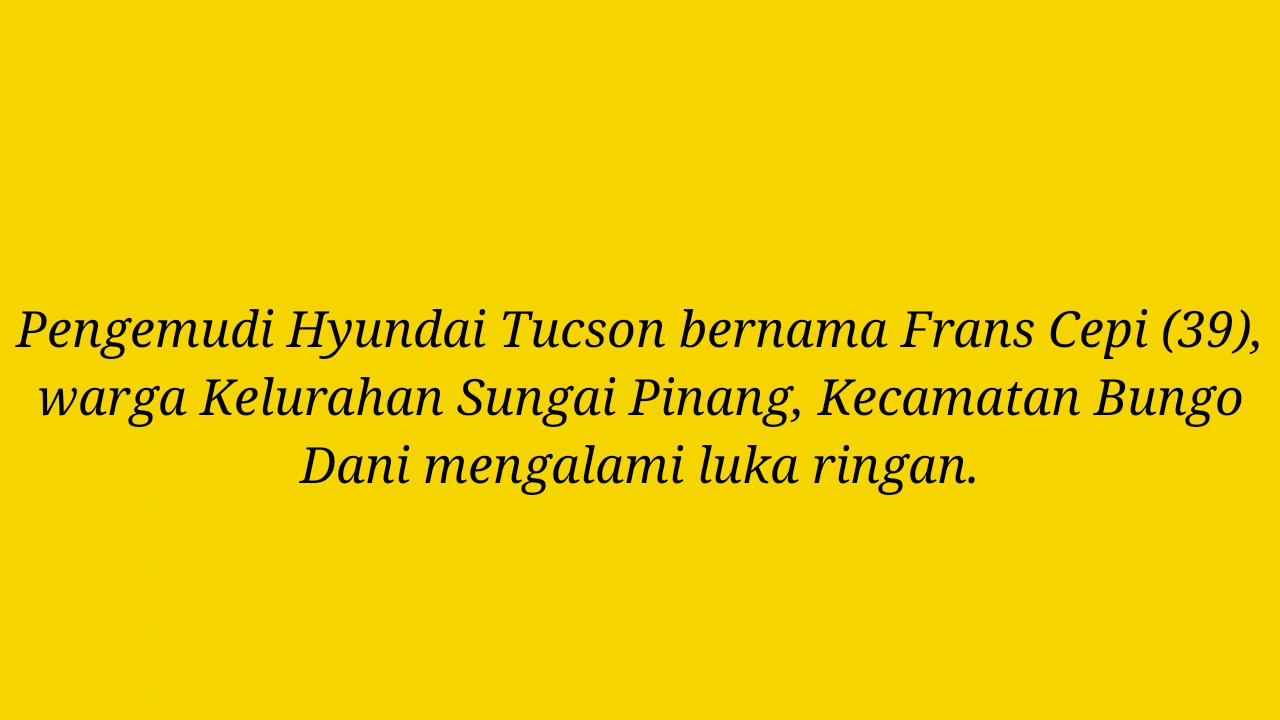 Pengemudi Hyundai Tucson bernama Frans Cepi (39),
warga Kelurahan Sungai Pinang, Kecamatan Bungo
Dani mengalami luka ringan.